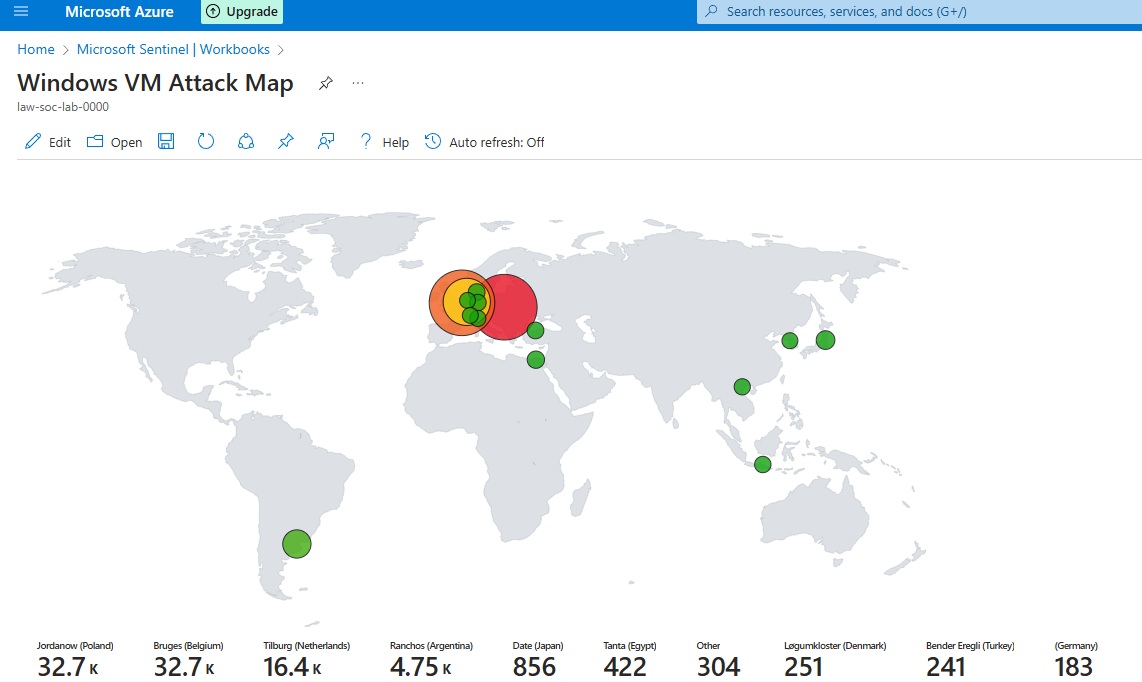 Microsoft Azure
Upgrade
Search resources, services, and docs (G+/)
Home > Microsoft Sentinel | Workbooks >
Windows VM Attack Map
...
law-soc-lab-0000
Edit
Open
? Help
Auto refresh: Off
Jordanow (Poland)
32.7 K
Bruges (Belgium)
32.7 K
Tilburg (Netherlands)
16.4 K
Ranchos (Argentina)
4.75 K
Date (Japan)
856
Tanta (Egypt)
422
Other
304
Løgumkloster (Denmark)
251
Bender Eregli (Turkey)
241
(Germany)
183